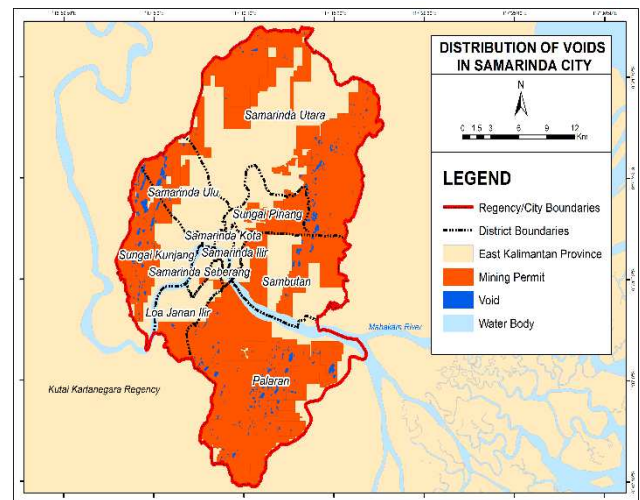 DISTRIBUTION OF VOIDS
IN SAMARINDA CITY
N
0 1.5 3 6 9 12
Km
LEGEND
Regency/City Boundaries
District Boundaries
East Kalimantan Province
Mining Permit
Void
Water Body
Samarinda Utara
Samarinda Ulu
Sungai Pinang
Samarinda Kota
Sungai Kunjang
Samarinda Ilir
Samarinda Seberang
Sambutan
Loa Janan Ilir
Mahakam River
Palaran
Kutai Kartanegara Regency